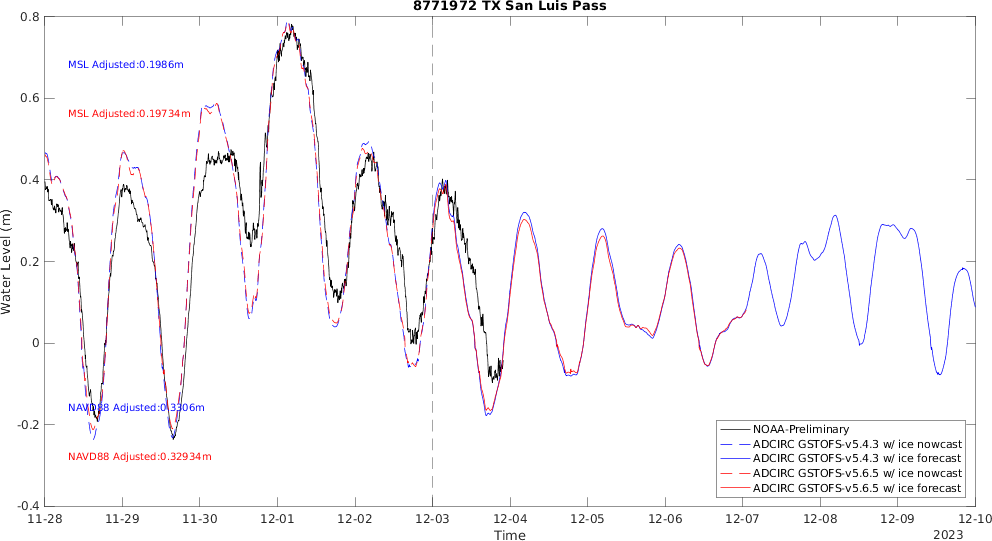 8771972 TX San Luis Pass
0.8
0.6
0.4
0.2
0
-0.2
-0.4
Water Level (m)
MSL Adjusted:0.1986m
MSL Adjusted:0.19734m
NAVD88 Adjusted:0.3306m
NAVD88 Adjusted:0.32934m
NOAA-Preliminary
ADCIRC GSTOFS-v5.4.3 w/ ice nowcast
ADCIRC GSTOFS-v5.4.3 w/ ice forecast
ADCIRC GSTOFS-v5.6.5 w/ ice nowcast
ADCIRC GSTOFS-v5.6.5 w/ ice forecast
11-28 11-29 11-30 12-01 12-02 12-03 12-04 12-05 12-06 12-07 12-08 12-09 12-10
Time
2023